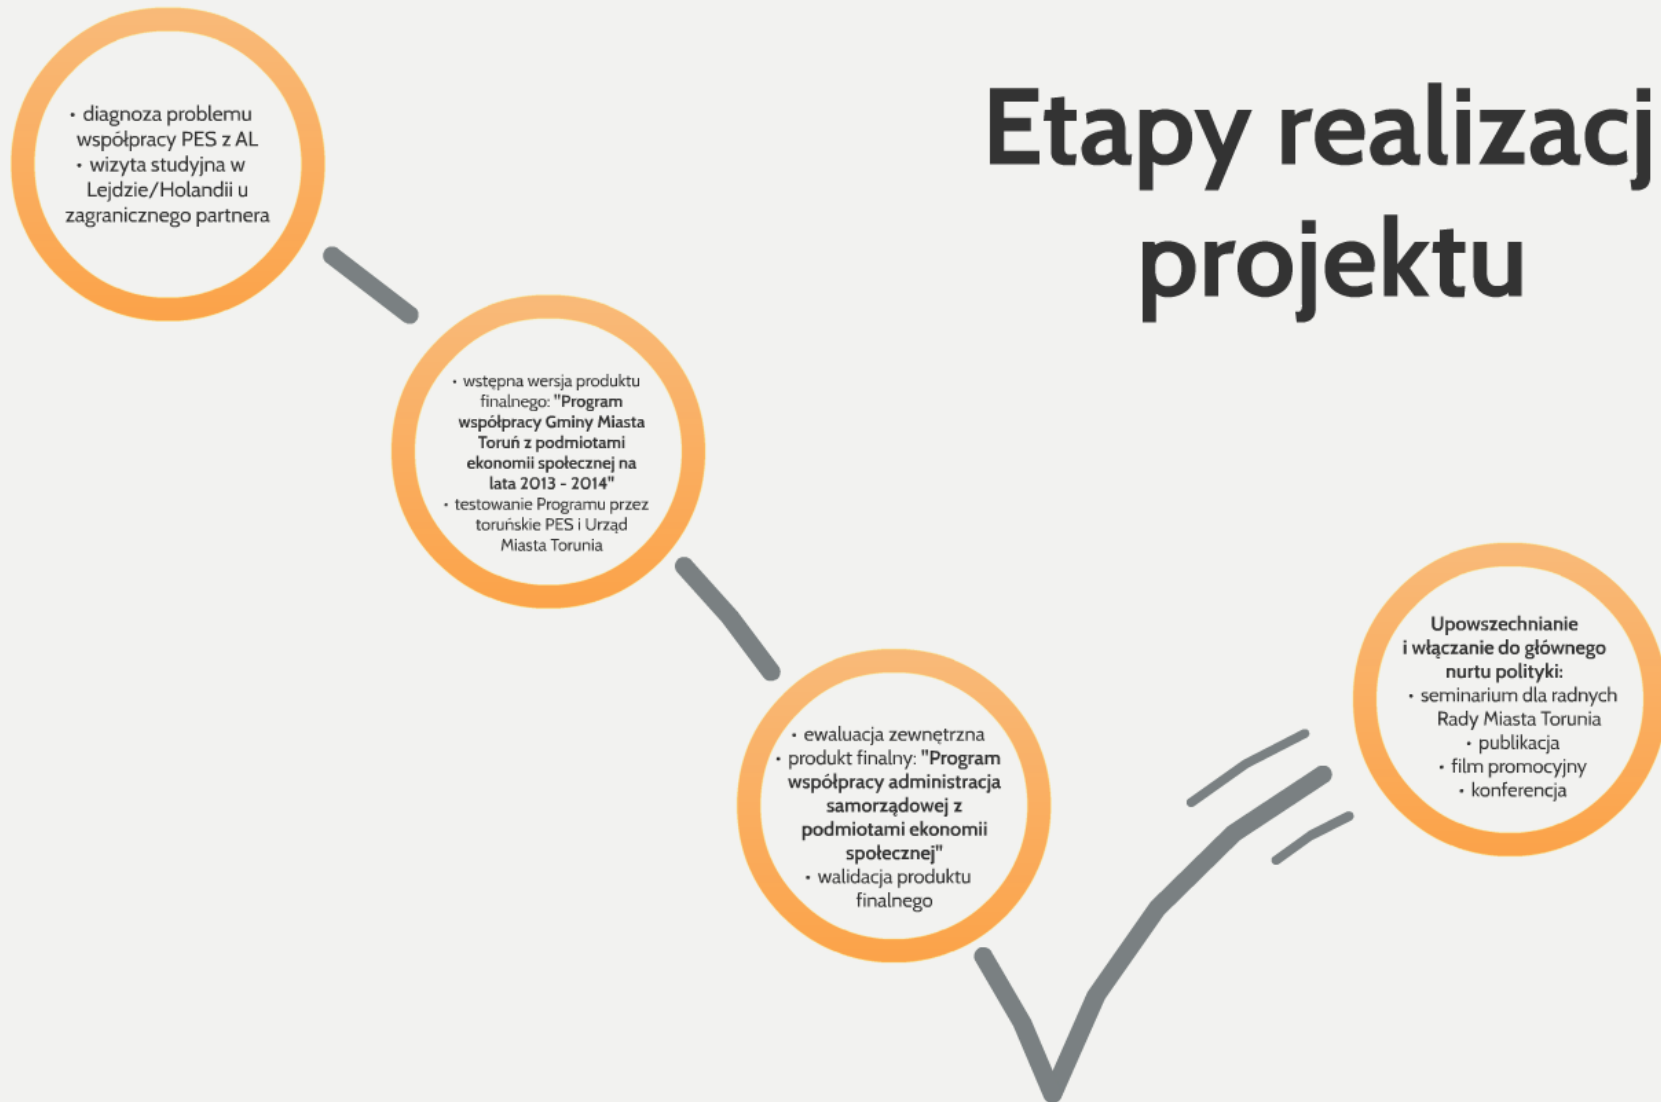 Etapy realizacj
projektu
• diagnoza problemu
współpracy PES z AL
• wizyta studyjna w
Lejdzie/Holandii u
zagranicznego partnera
• wstępna wersja produktu
finalnego: "Program
współpracy Gminy Miasta
Toruń z podmiotami
ekonomii społecznej na
lata 2013 - 2014"
• testowanie Programu przez
toruńskie PES i Urząd
Miasta Torunia
• ewaluacja zewnętrzna
• produkt finalny: "Program
współpracy administracja
samorządowej z
podmiotami ekonomii
społecznej"
• walidacja produktu
finalnego
Upowszechnianie
i włączanie do głównego
nurtu polityki:
• seminarium dla radnych
Rady Miasta Torunia
• publikacja
• film promocyjny
• konferencja